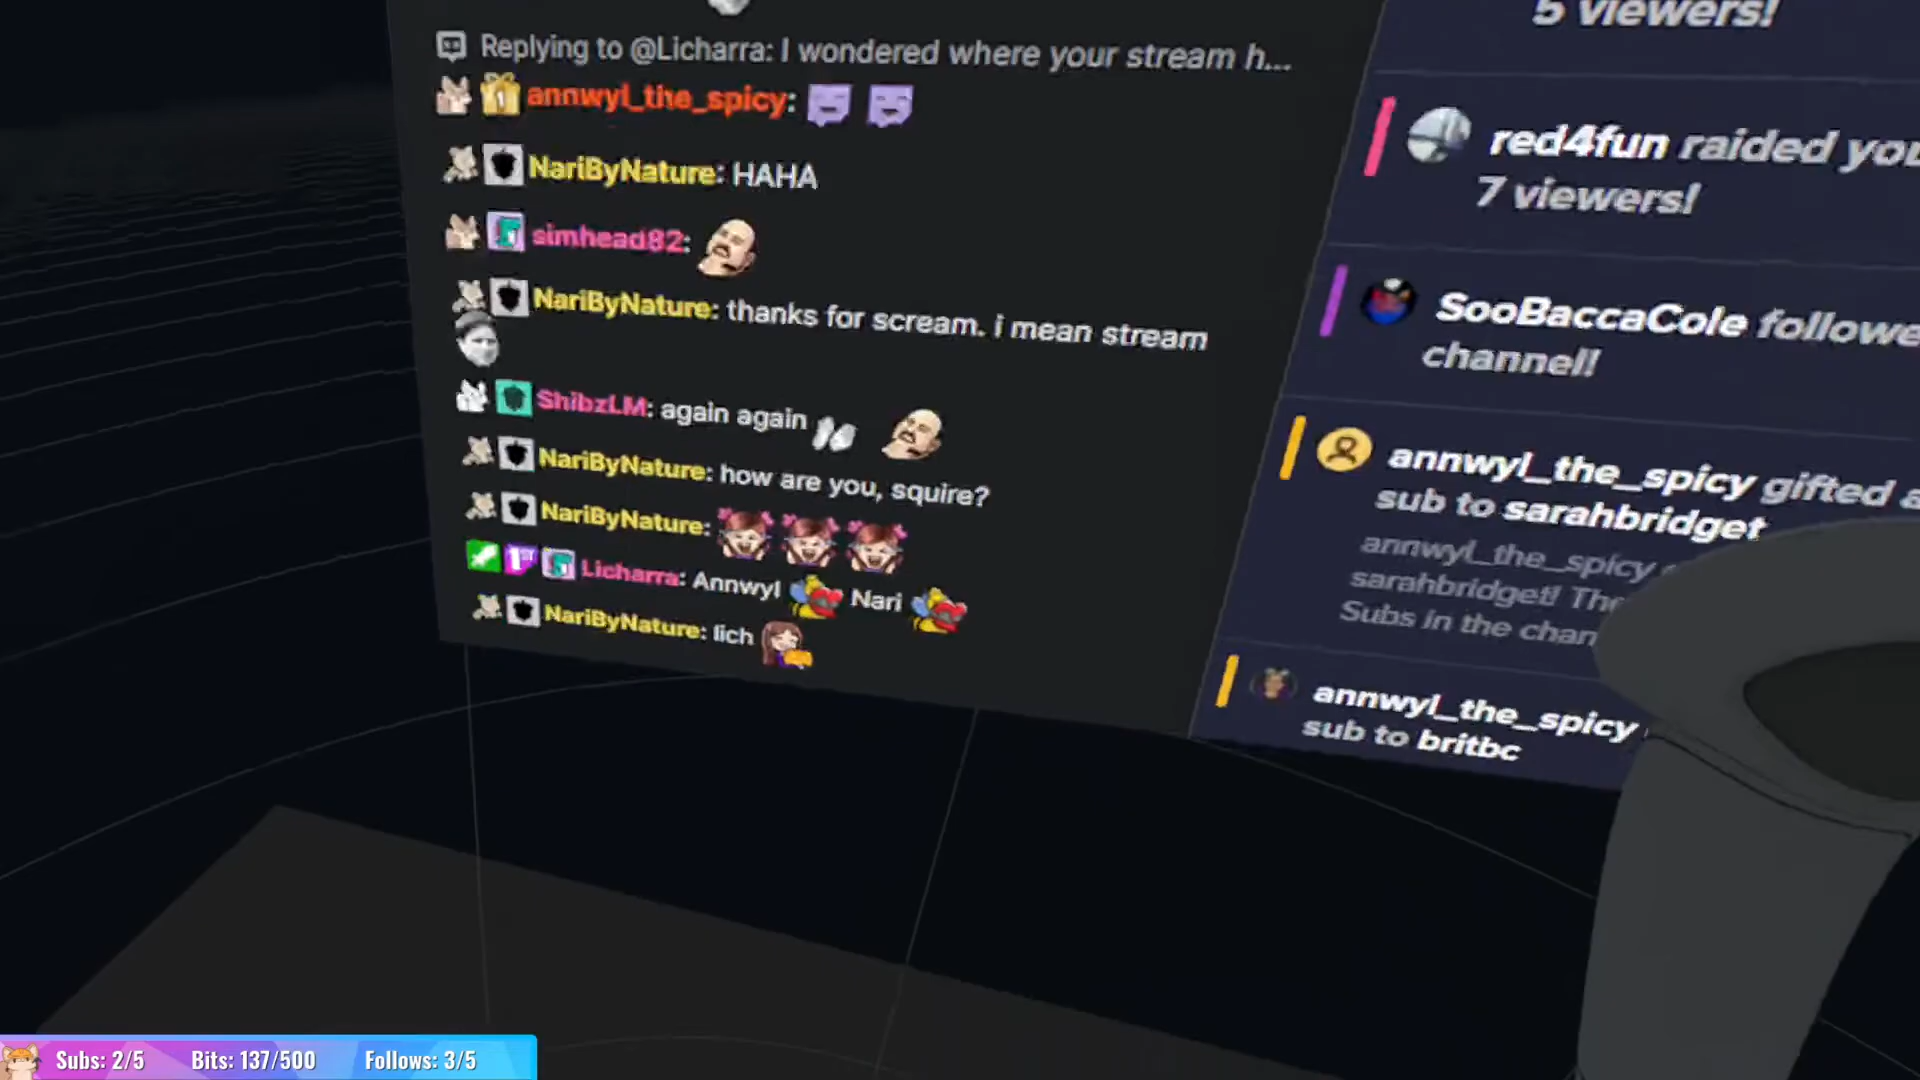 Replying to @Licharra: I wondered where your stream h...
annwyl_the_spicy:
NariByNature: HAHA
simhead82:
NariByNature: thanks for scream. i mean stream
ShibzLM: again again
NariByNature: how are you, squire?
NariByNature:
1ST Licharra: Annwyl Nari
NariByNature: lich
5 viewers!
red4fun raided you
7 viewers!
SooBaccaCole followe
channel!
annwyl_the_spicy gifted a
sub to sarahbridget
annwyl_the_spicy
sarahbridget! The
Subs in the chan
annwyl_the_spicy
sub to britbc
Subs: 2/5 Bits: 137/500 Follows: 3/5